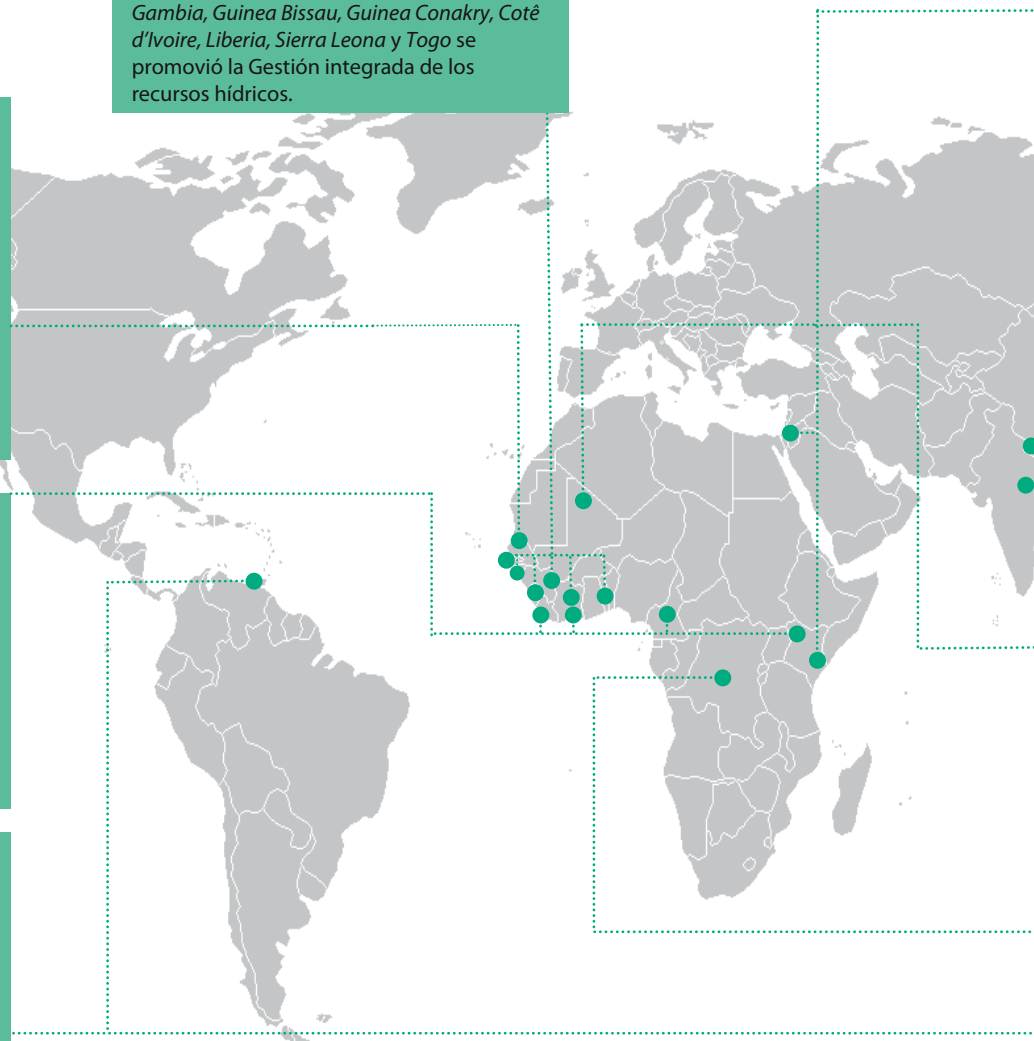 Gambia, Guinea Bissau, Guinea Conakry, Cotê
d'Ivoire, Liberia, Sierra Leona y Togo se
promovió la Gestión integrada de los
recursos hídricos.